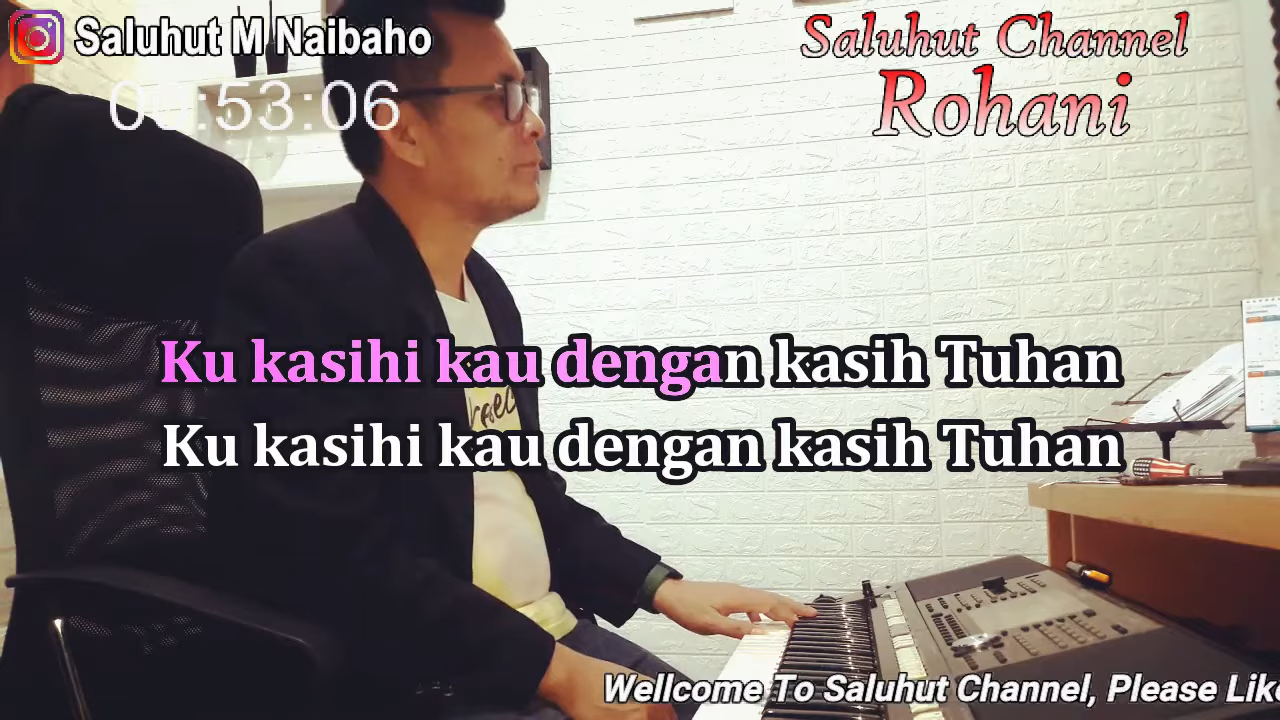 Saluhut M Naibaho
Saluhut Channel
Rohani
:53:06
Ku kasihi kau dengan kasih Tuhan
Ku kasihi kau dengan kasih Tuhan
Wellcome To Saluhut Channel, Please Like